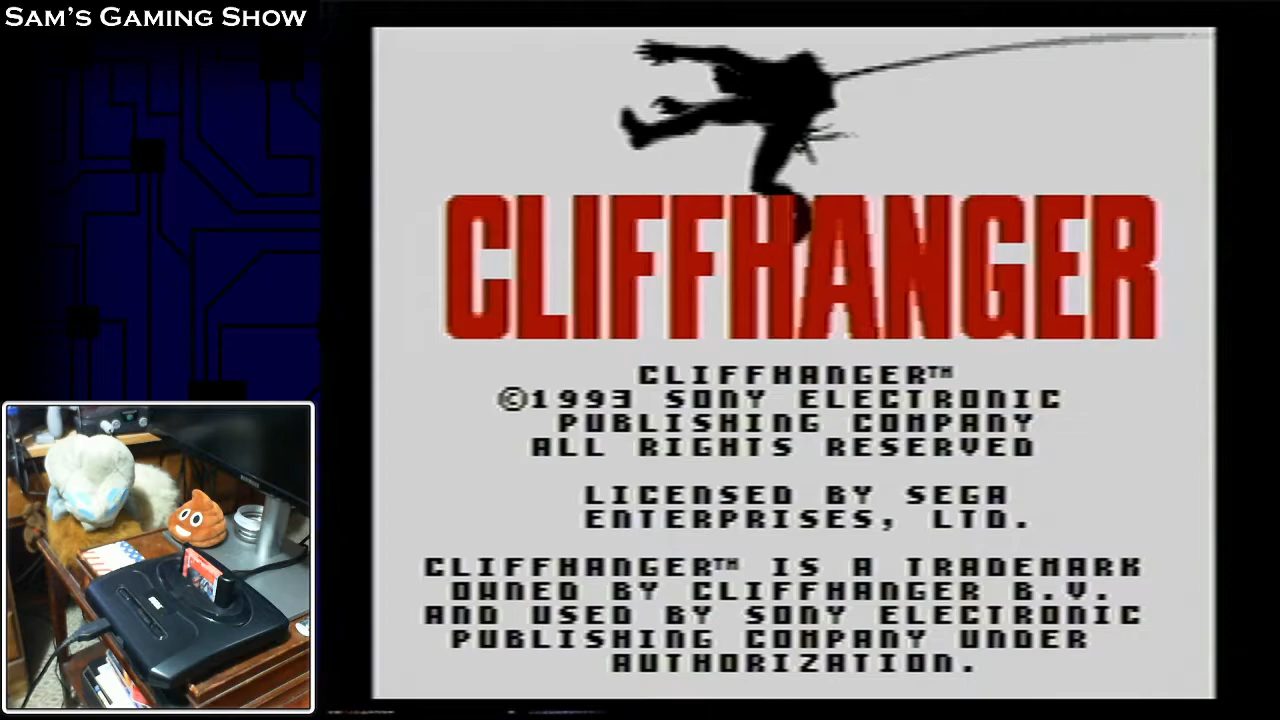 SAM'S GAMING SHOW
CLIFFHANGER
CLIFFHANGER™
©1993 SONY ELECTRONIC
PUBLISHING COMPANY
ALL RIGHTS RESERVED
LICENSED BY SEGA
ENTERPRISES, LTD.
CLIFFHANGER™ IS A TRADEMARK
OWNED BY CLIFFHANGER B.V.
AND USED BY SONY ELECTRONIC
PUBLISHING COMPANY UNDER
AUTHORIZATION.